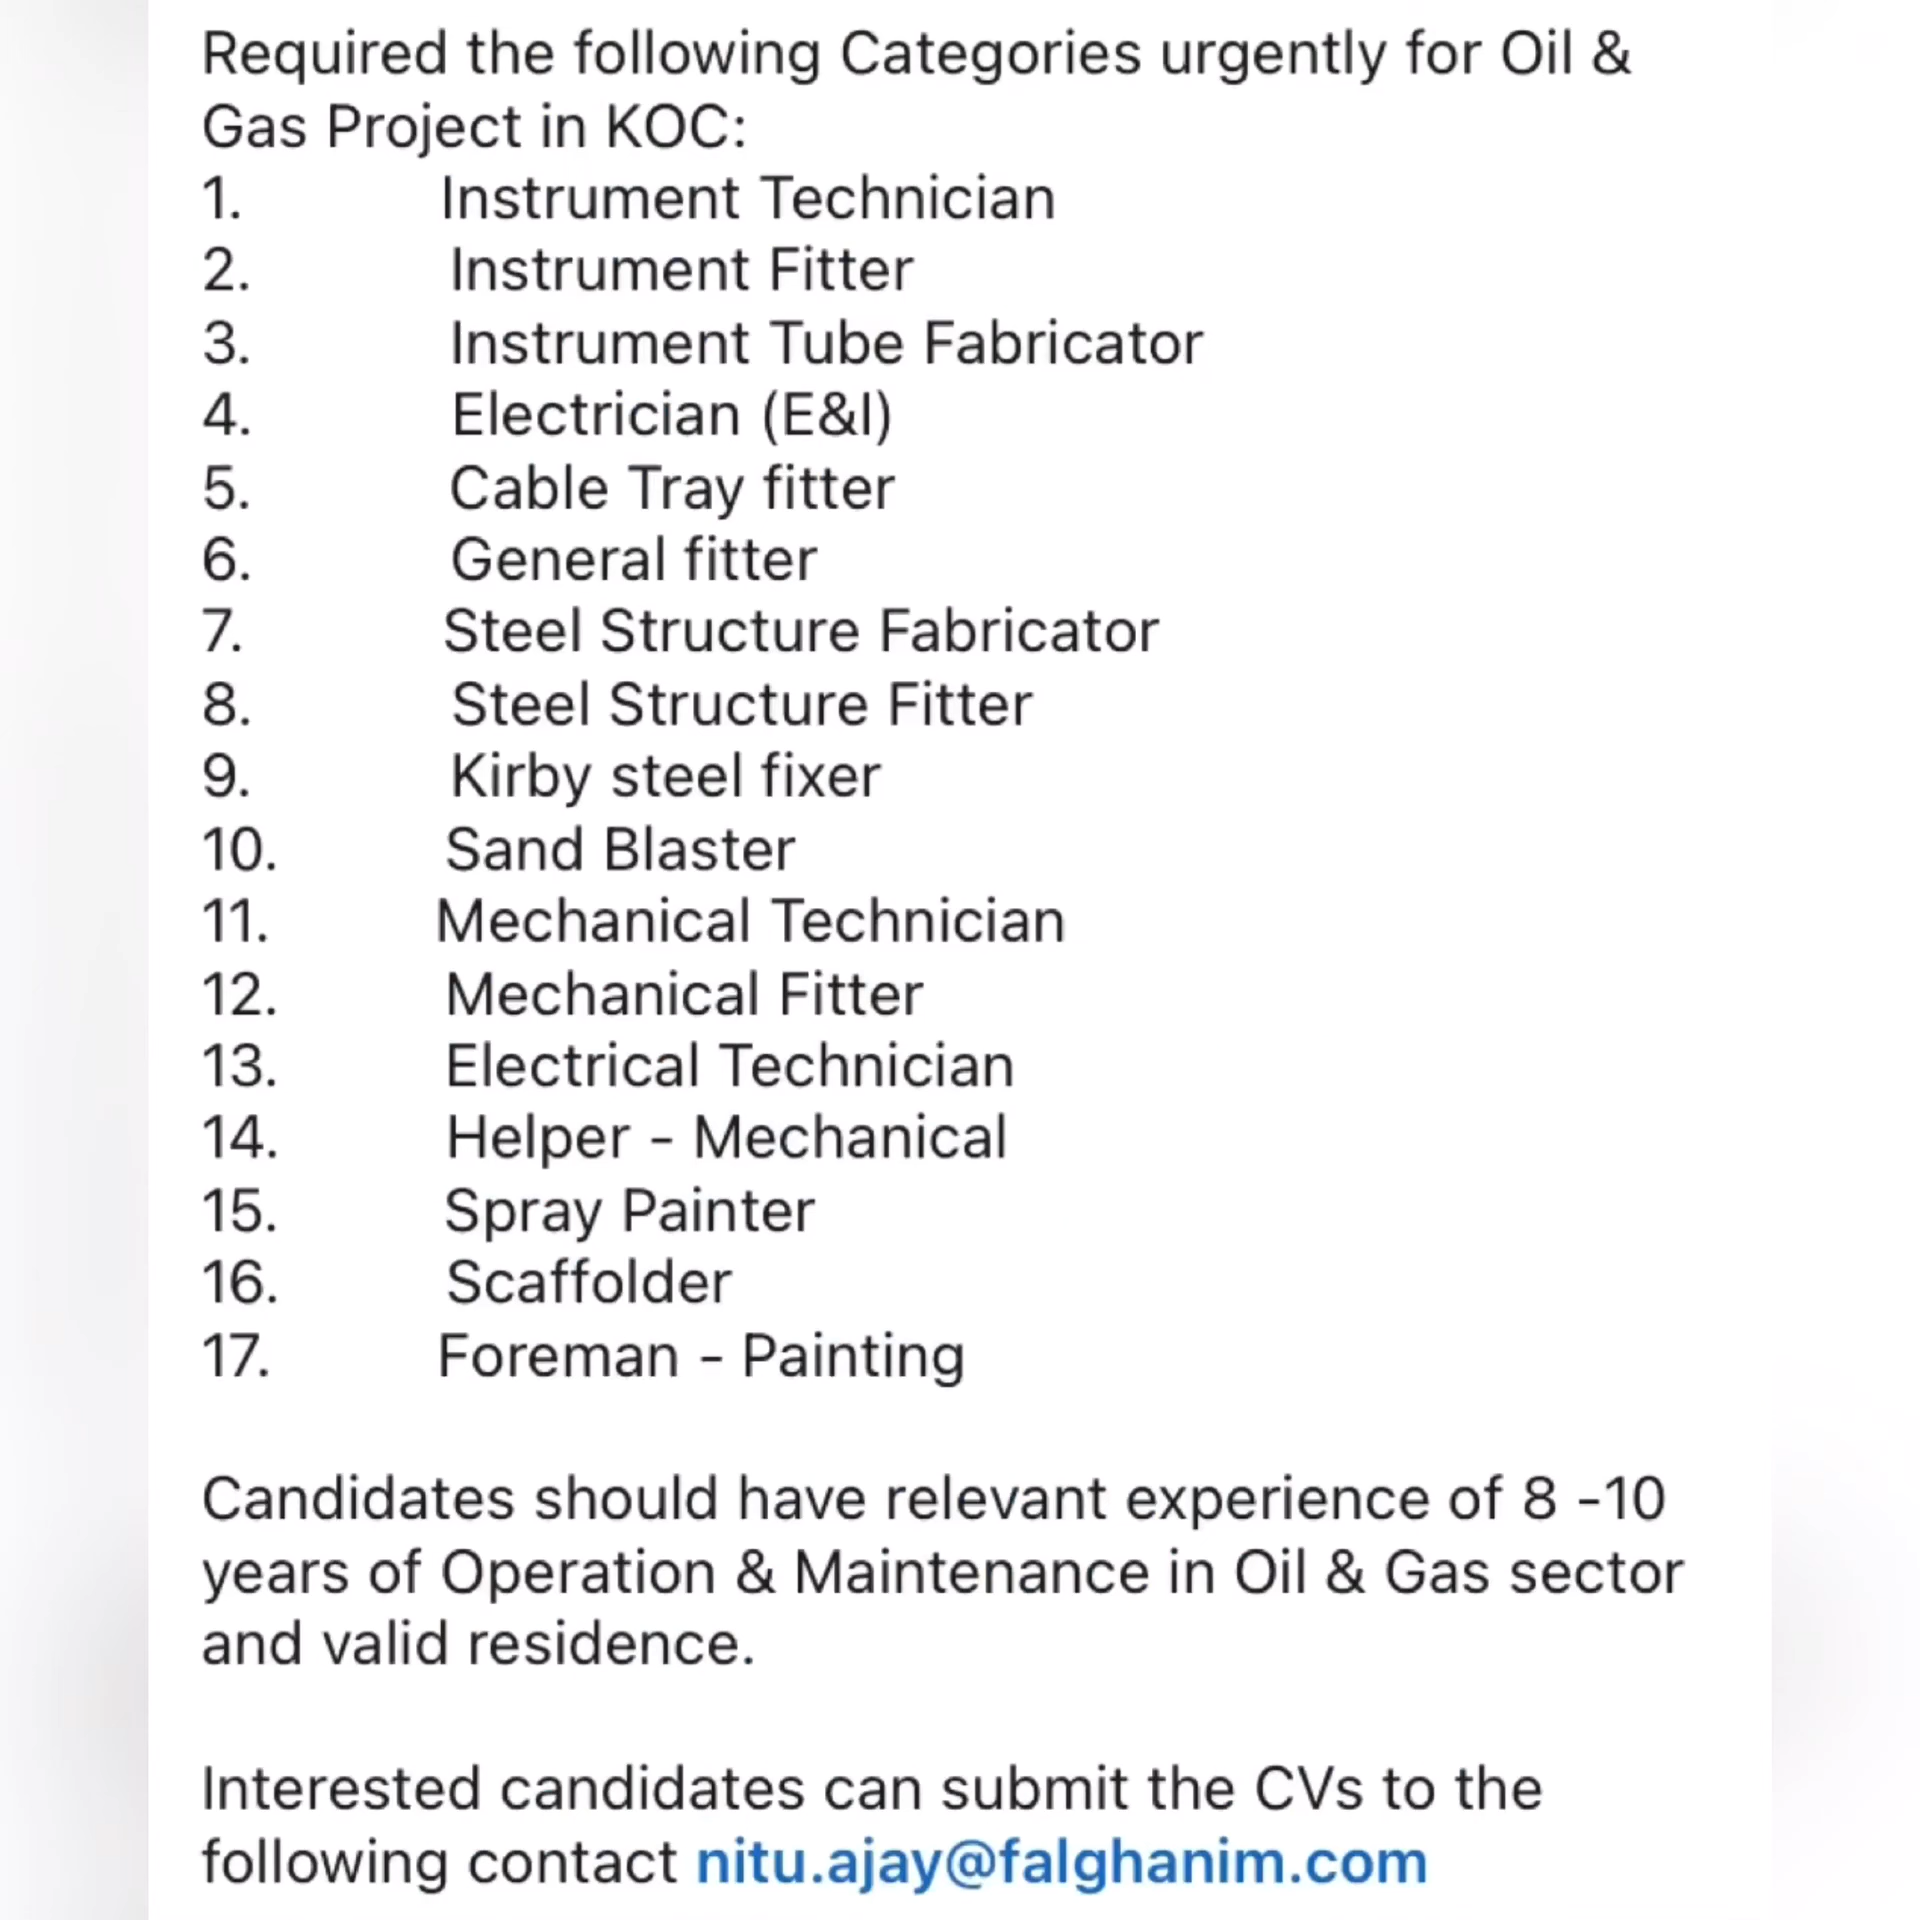 Required the following Categories urgently for Oil &
Gas Project in KOC:
1. Instrument Technician
2. Instrument Fitter
3. Instrument Tube Fabricator
4. Electrician (E&I)
5. Cable Tray fitter
6. General fitter
7. Steel Structure Fabricator
8. Steel Structure Fitter
9. Kirby steel fixer
10. Sand Blaster
11. Mechanical Technician
12. Mechanical Fitter
13. Electrical Technician
14. Helper - Mechanical
15. Spray Painter
16. Scaffolder
17. Foreman - Painting
Candidates should have relevant experience of 8 -10
years of Operation & Maintenance in Oil & Gas sector
and valid residence.
Interested candidates can submit the CVs to the
following contact nitu.ajay@falghanim.com